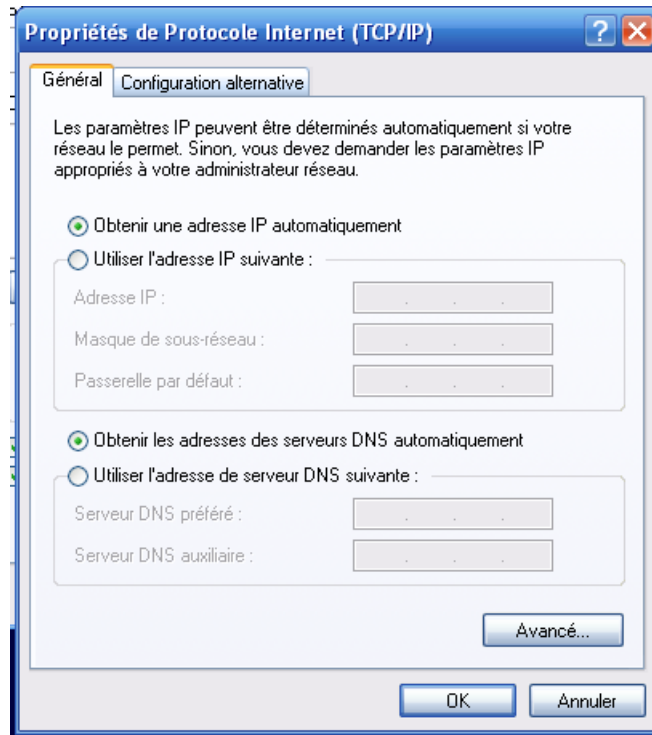 Propriétés de Protocole Internet (TCP/IP)
Général
Configuration alternative
Les paramètres IP peuvent être déterminés automatiquement si votre
réseau le permet. Sinon, vous devez demander les paramètres IP
appropriés à votre administrateur réseau.
Obtenir une adresse IP automatiquement
Utiliser l'adresse IP suivante :
Adresse IP :
Masque de sous-réseau :
Passerelle par défaut :
Obtenir les adresses des serveurs DNS automatiquement
Utiliser l'adresse de serveur DNS suivante :
Serveur DNS préféré :
Serveur DNS auxiliaire :
Avancé...
OK
Annuler